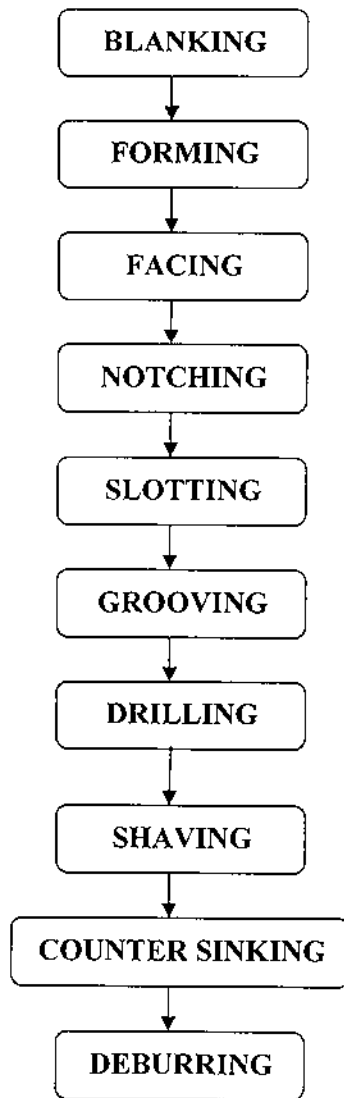 BLANKING
FORMING
FACING
NOTCHING
SLOTTING
GROOVING
DRILLING
SHAVING
COUNTER SINKING
DEBURRING